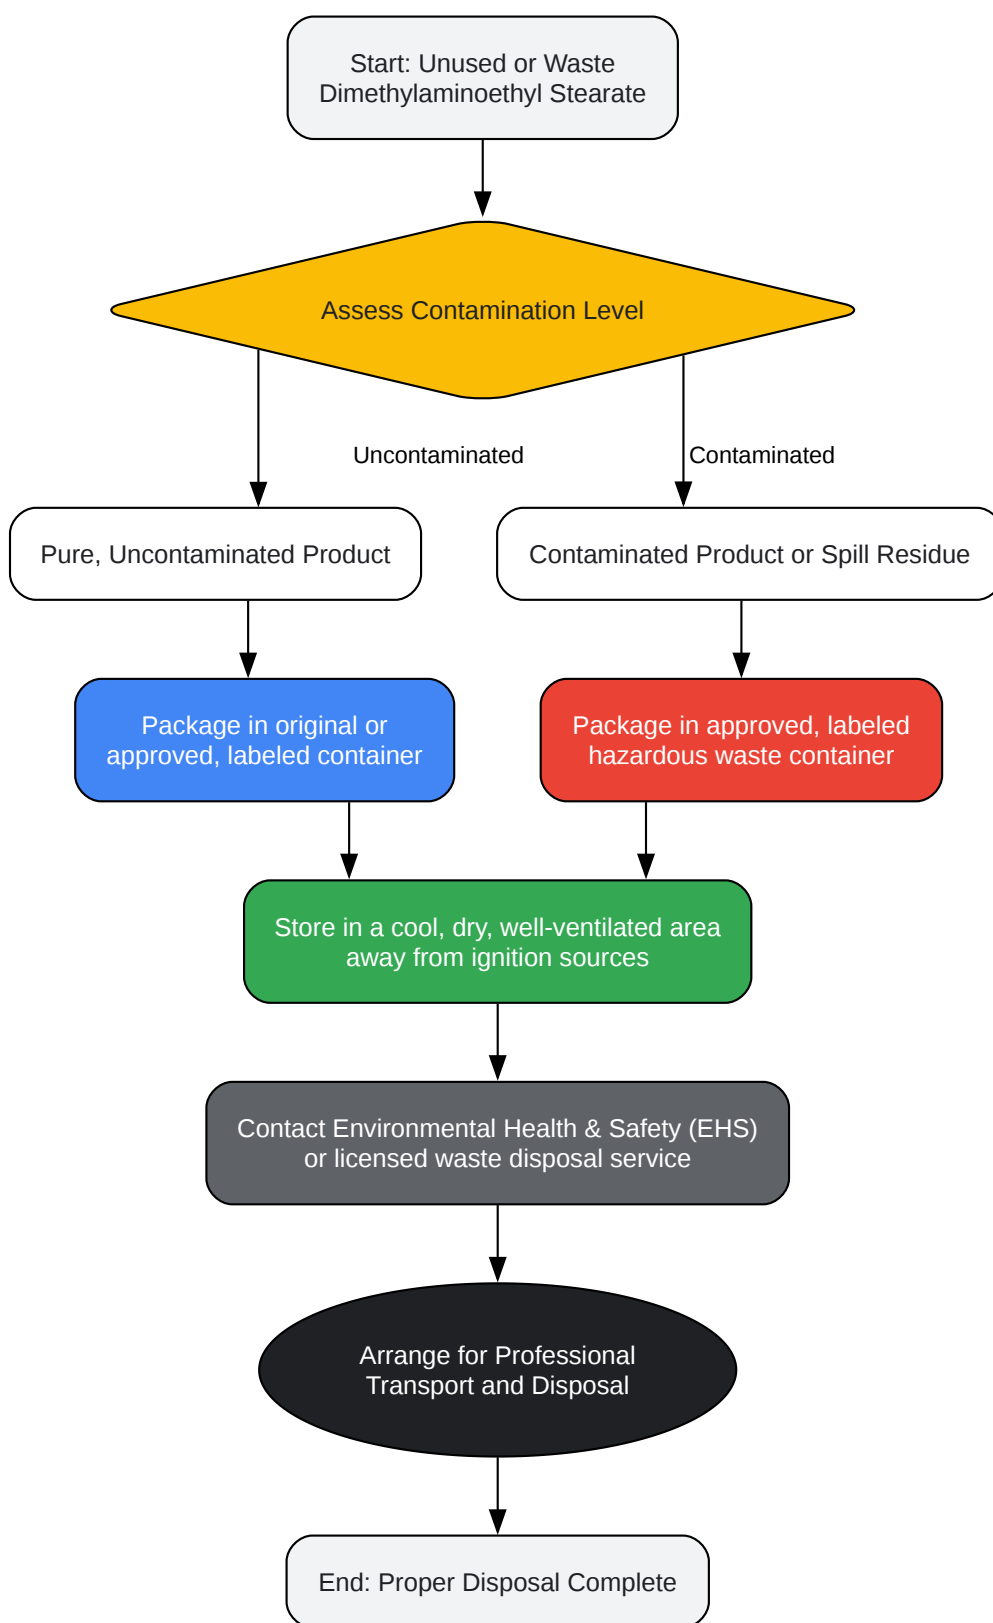 Start: Unused or Waste
Dimethylaminoethyl Stearate
Assess Contamination Level
Uncontaminated
Contaminated
Pure, Uncontaminated Product
Contaminated Product or Spill Residue
Package in original or
approved, labeled container
Package in approved, labeled
hazardous waste container
Store in a cool, dry, well-ventilated area
away from ignition sources
Contact Environmental Health & Safety (EHS)
or licensed waste disposal service
Arrange for Professional
Transport and Disposal
End: Proper Disposal Complete